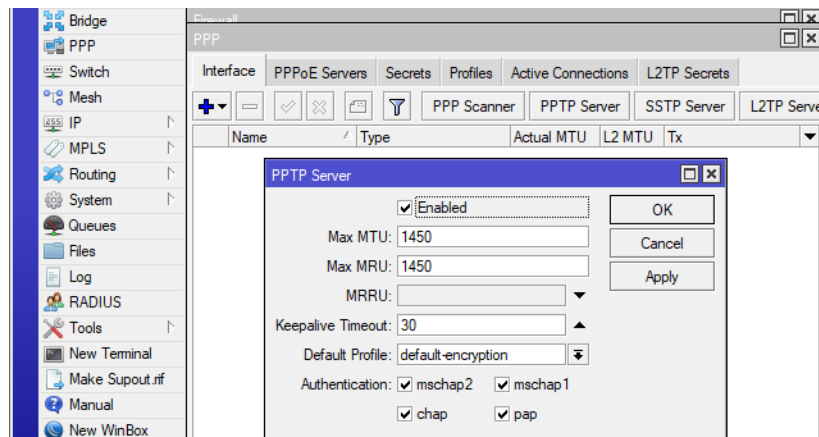 Bridge
PPP
Switch
Mesh
IP
MPLS
Routing
System
Queues
Files
Log
RADIUS
Tools
New Terminal
Make Supout.rif
Manual
New WinBox
Firewall
PPP
Interface PPPoE Servers Secrets Profiles Active Connections L2TP Secrets
PPP Scanner PPTP Server SSTP Server L2TP Serve
Name Type Actual MTU L2 MTU Tx
PPTP Server
Enabled
OK
Max MTU: 1450
Cancel
Max MRU: 1450
Apply
MRRU:
Keepalive Timeout: 30
Default Profile: default-encryption
Authentication: mschap2 mschap1
chap pap